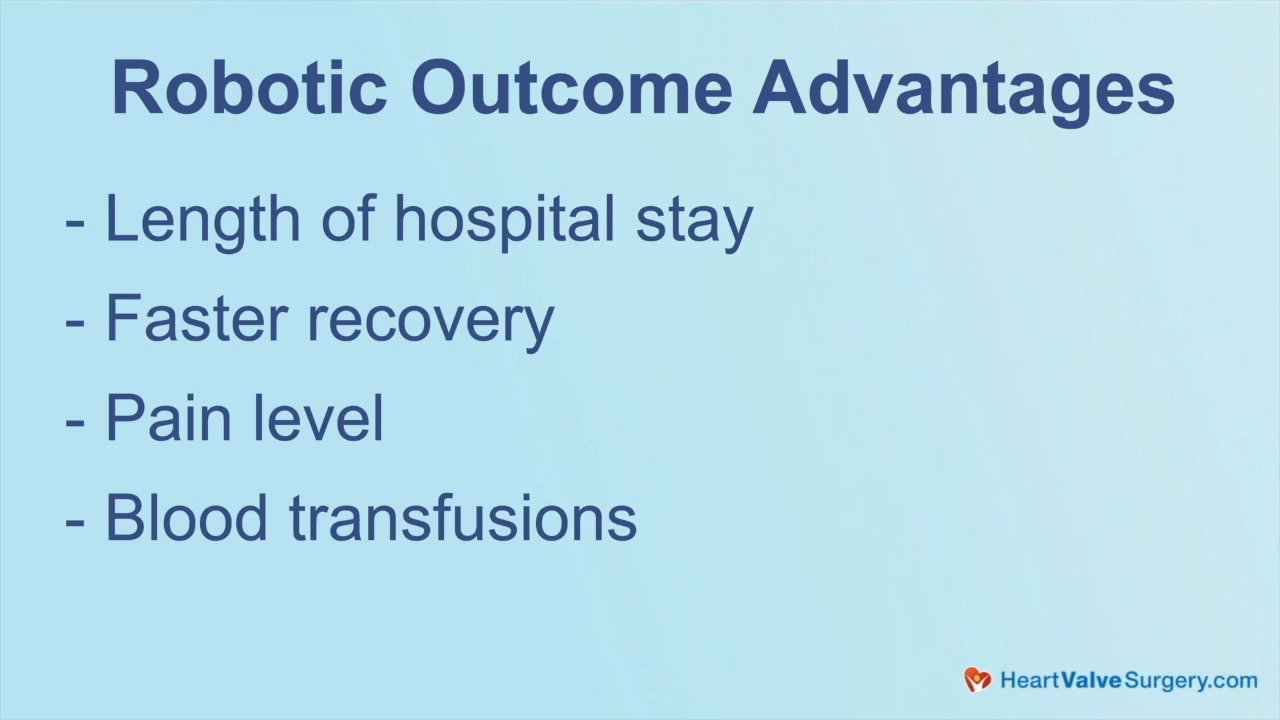 Robotic Outcome Advantages
- Length of hospital stay
- Faster recovery
- Pain level
- Blood transfusions
HeartValveSurgery.com